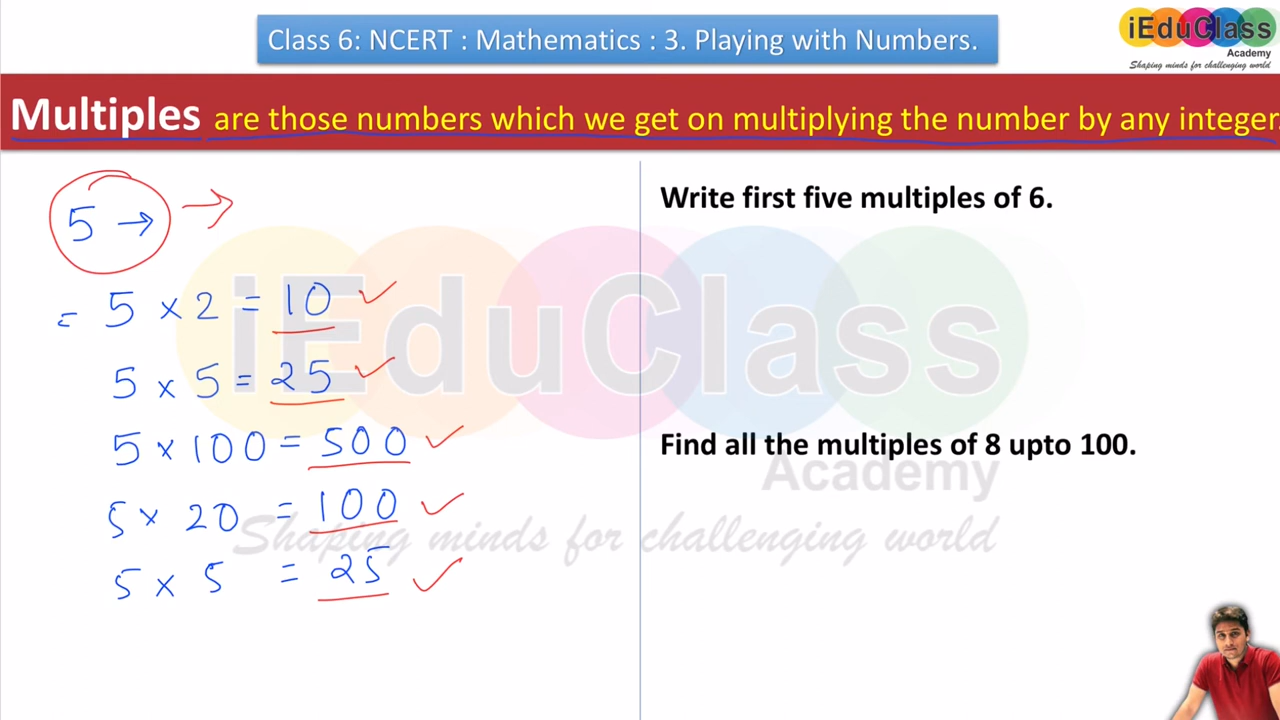 Class 6: NCERT : Mathematics : 3. Playing with Numbers.
iEduClass
Academy
Shaping minds for challenging world
Multiples are those numbers which we get on multiplying the number by any integer
5 →  →
= 5 × 2 = 10 ✓
5 × 5 = 25 ✓
5 × 100 = 500 ✓
5 × 20 = 100 ✓
5 × 5 = 25 ✓
Write first five multiples of 6.
Find all the multiples of 8 upto 100.
iEduClass
Academy
Shaping minds for challenging world